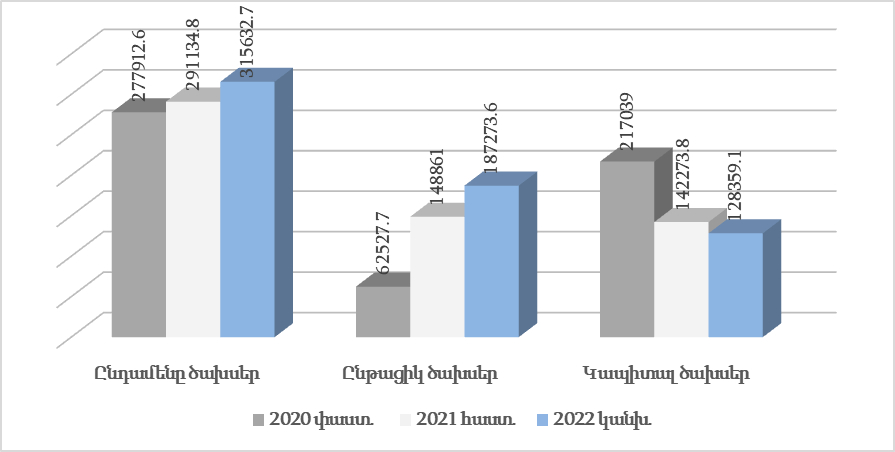 277912.6
291134.8
315632.7
62527.7
148861
187273.6
217039
142273.8
128359.1
Ընդամենը ծախսեր
Ընթացիկ ծախսեր
Կապիտալ ծախսեր
2020 փաստ.
2021 հաստ.
2022 կանխ.